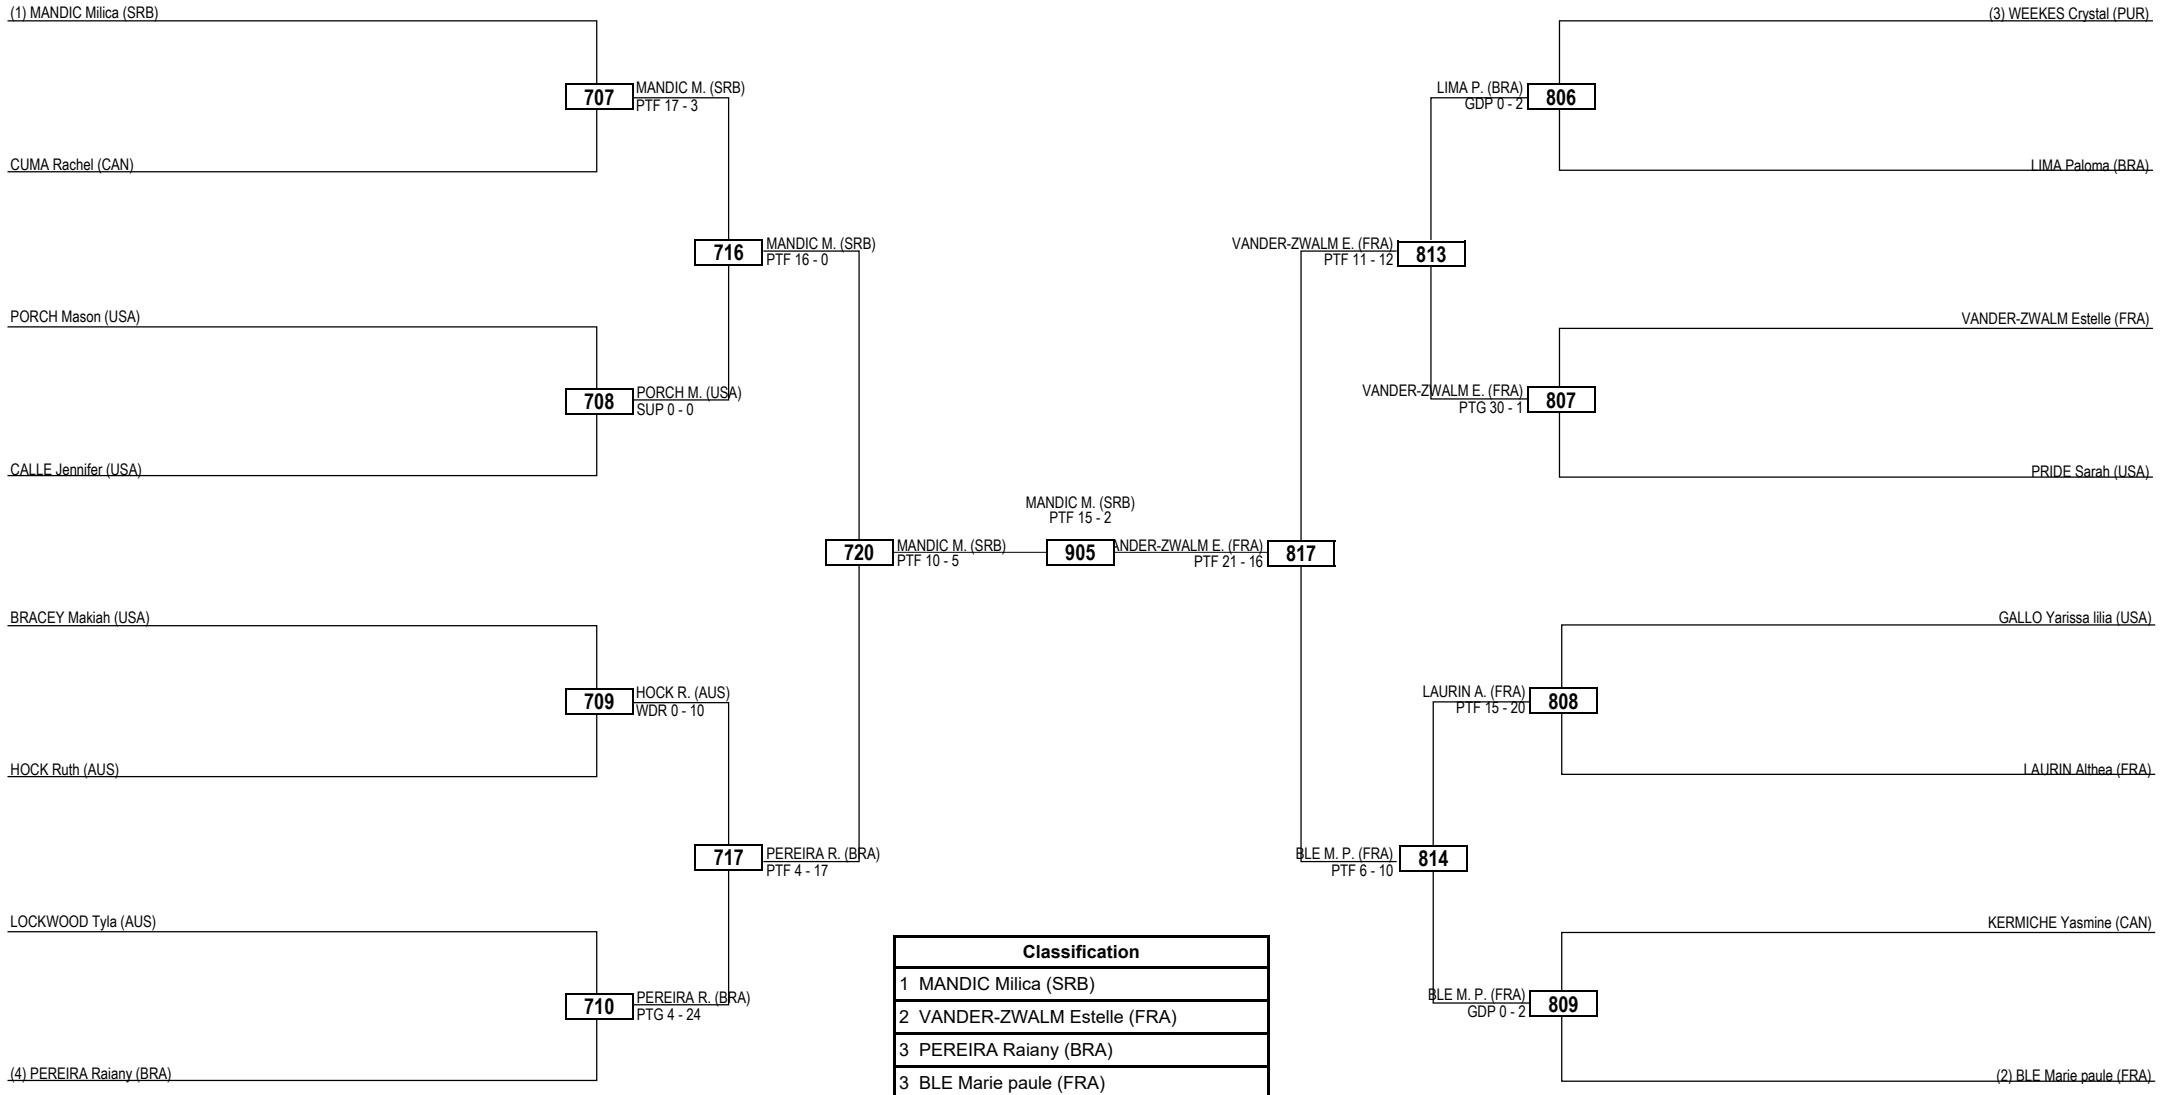 (1) MANDIC Milica (SRB)
(3) WEEKES Crystal (PUR)
707
MANDIC M. (SRB)
PTF 17 - 3
LIMA P. (BRA)
GDP 0 - 2
806
CUMA Rachel (CAN)
LIMA Paloma (BRA)
716
MANDIC M. (SRB)
PTF 16 - 0
VANDER-ZWALM E. (FRA)
PTF 11 - 12
813
PORCH Mason (USA)
VANDER-ZWALM Estelle (FRA)
708
PORCH M. (USA)
SUP 0 - 0
VANDER-ZWALM E. (FRA)
PTG 30 - 1
807
CALLE Jennifer (USA)
PRIDE Sarah (USA)
MANDIC M. (SRB)
PTF 15 - 2
720
MANDIC M. (SRB)
PTF 10 - 5
905
ANDER-ZWALM E. (FRA)
PTF 21 - 16
817
BRACEY Makiah (USA)
GALLO Yarissa lilia (USA)
709
HOCK R. (AUS)
WDR 0 - 10
LAURIN A. (FRA)
PTF 15 - 20
808
HOCK Ruth (AUS)
LAURIN Althea (FRA)
717
PEREIRA R. (BRA)
PTF 4 - 17
BLE M. P. (FRA)
PTF 6 - 10
814
LOCKWOOD Tyla (AUS)
KERMICHE Yasmine (CAN)
710
PEREIRA R. (BRA)
PTG 4 - 24
BLE M. P. (FRA)
GDP 0 - 2
809
(4) PEREIRA Raiany (BRA)
(2) BLE Marie paule (FRA)
Classification
1 MANDIC Milica (SRB)
2 VANDER-ZWALM Estelle (FRA)
3 PEREIRA Raiany (BRA)
3 BLE Marie paule (FRA)